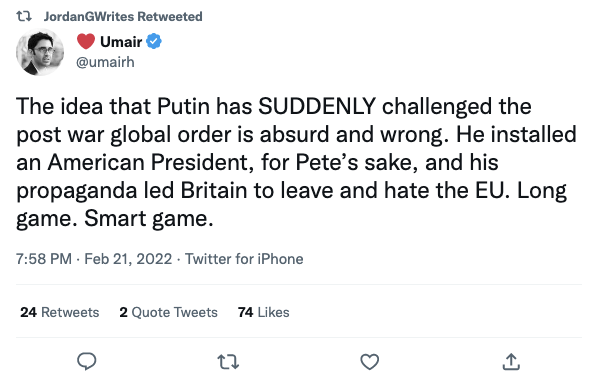 JordanGWrites Retweeted
Umair
@umairh
The idea that Putin has SUDDENLY challenged the
post war global order is absurd and wrong. He installed
an American President, for Pete’s sake, and his
propaganda led Britain to leave and hate the EU. Long
game. Smart game.
7:58 PM · Feb 21, 2022 · Twitter for iPhone
24 Retweets 2 Quote Tweets 74 Likes